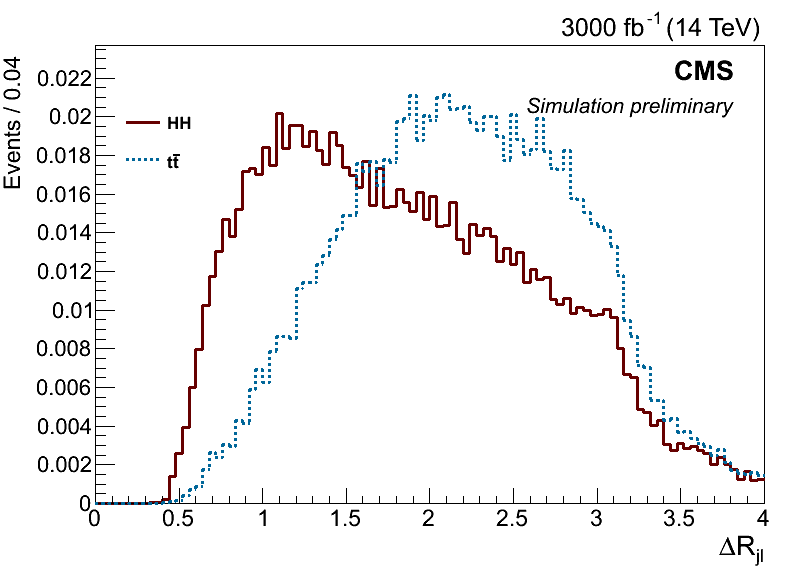 3000 fb⁻¹ (14 TeV)
CMS
Simulation preliminary
HH
tt̄
Events / 0.04
0.022
0.02
0.018
0.016
0.014
0.012
0.01
0.008
0.006
0.004
0.002
0
0 0.5 1 1.5 2 2.5 3 3.5 4
ΔR_jl